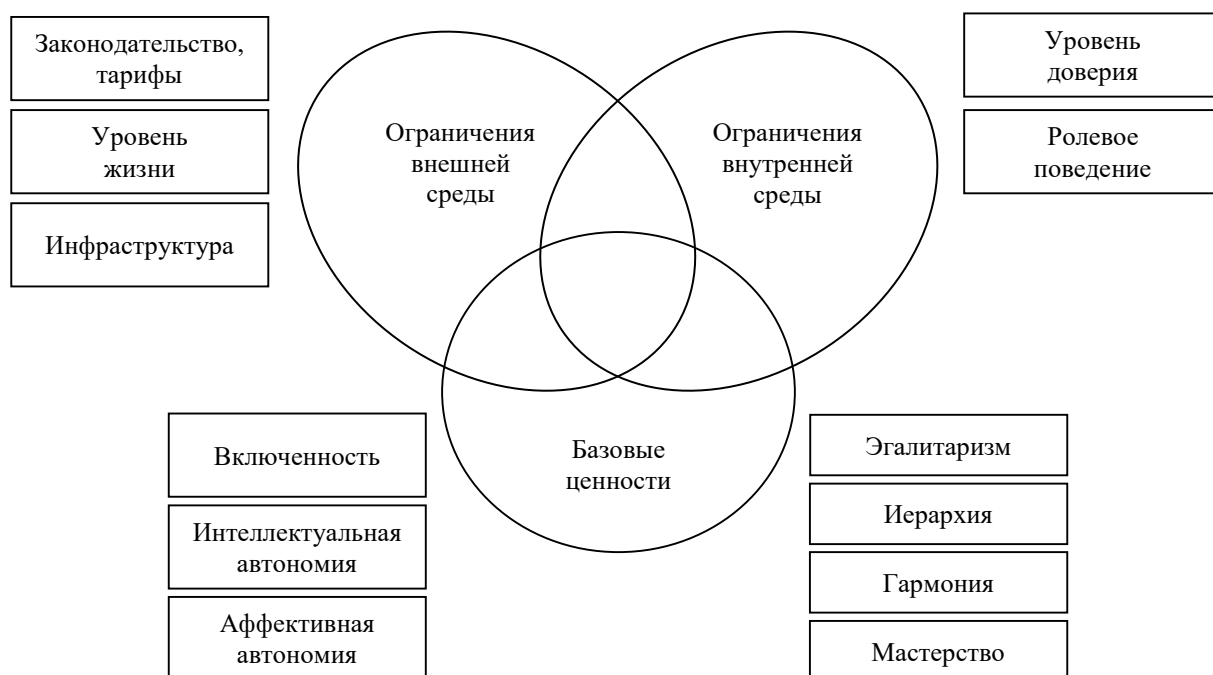 Законодательство,
тарифы
Уровень
жизни
Инфраструктура
Ограничения
внешней
среды
Ограничения
внутренней
среды
Уровень
доверия
Ролевое
поведение
Включенность
Интеллектуальная
автономия
Аффективная
автономия
Базовые
ценности
Эгалитаризм
Иерархия
Гармония
Мастерство